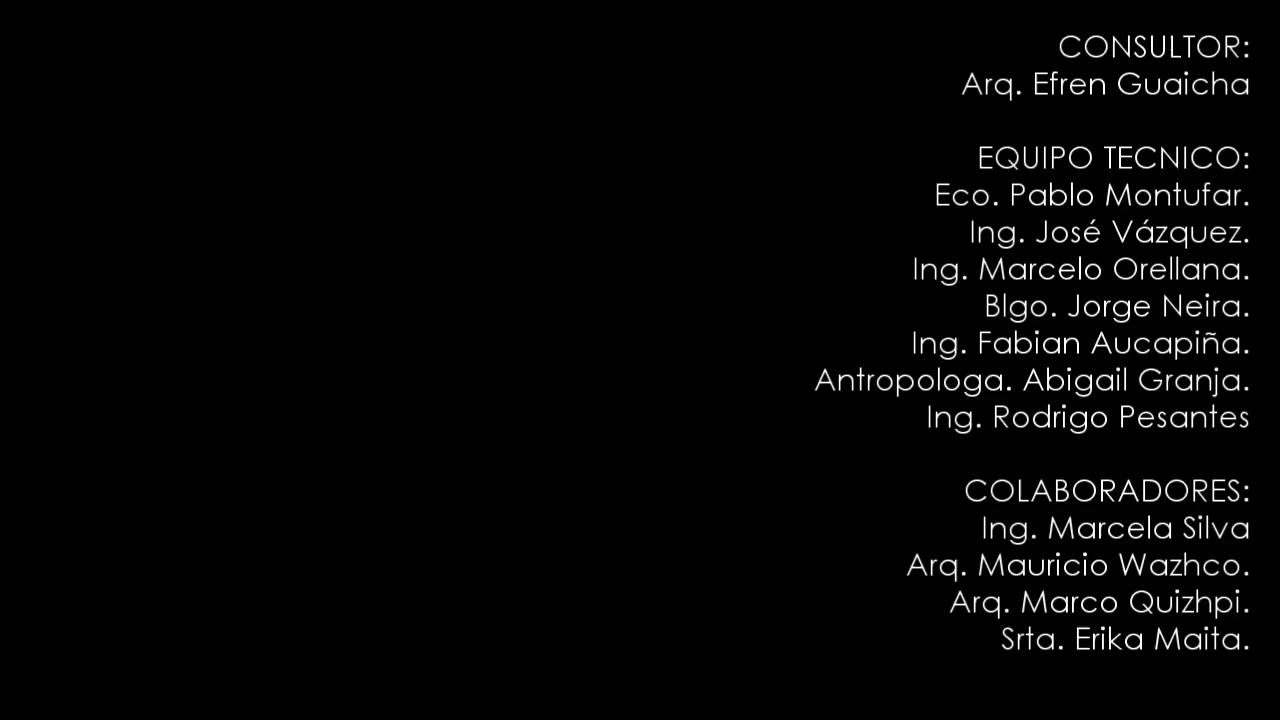 CONSULTOR:
Arq. Efren Guaicha
EQUIPO TECNICO:
Eco. Pablo Montufar.
Ing. José Vázquez.
Ing. Marcelo Orellana.
Blgo. Jorge Neira.
Ing. Fabian Aucapiña.
Antropologa. Abigail Granja.
Ing. Rodrigo Pesantes
COLABORADORES:
Ing. Marcela Silva
Arq. Mauricio Wazhco.
Arq. Marco Quizhpi.
Srta. Erika Maita.